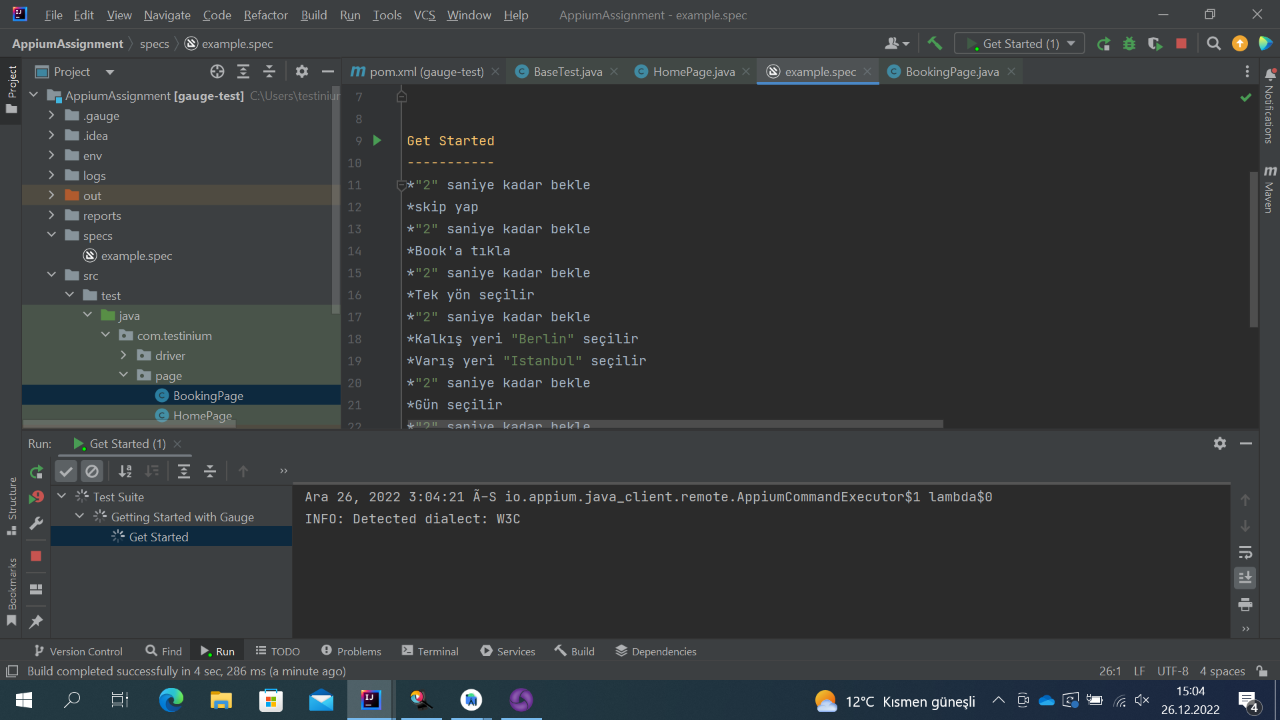 File Edit View Navigate Code Refactor Build Run Tools VCS Window Help AppiumAssignment - example.spec
AppiumAssignment specs example.spec Get Started (1)
Project
Project
pom.xml (gauge-test) BaseTest.java HomePage.java example.spec BookingPage.java
Notifications
Maven
AppiumAssignment [gauge-test] C:\Users\testiniur
.gauge
.idea
env
logs
out
reports
specs
example.spec
src
test
java
com.testinium
driver
page
BookingPage
HomePage
7
8
9 Get Started
10 -----------
11 *"2" saniye kadar bekle
12 *skip yap
13 *"2" saniye kadar bekle
14 *Book'a tıkla
15 *"2" saniye kadar bekle
16 *Tek yön seçilir
17 *"2" saniye kadar bekle
18 *Kalkış yeri "Berlin" seçilir
19 *Varış yeri "Istanbul" seçilir
20 *"2" saniye kadar bekle
21 *Gün seçilir
22 *"2" saniye kadar bekle
Run: Get Started (1)
Structure
Bookmarks
Test Suite
Getting Started with Gauge
Get Started
Ara 26, 2022 3:04:21 Ã-S io.appium.java_client.remote.AppiumCommandExecutor$1 lambda$0
INFO: Detected dialect: W3C
Version Control Find Run TODO Problems Terminal Services Build Dependencies
Build completed successfully in 4 sec, 286 ms (a minute ago) 26:1 LF UTF-8 4 spaces
12°C Kısmen güneşli
15:04
26.12.2022
4